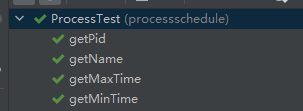 ProcessTest (processschedule)
getPid
getName
getMaxTime
getMinTime